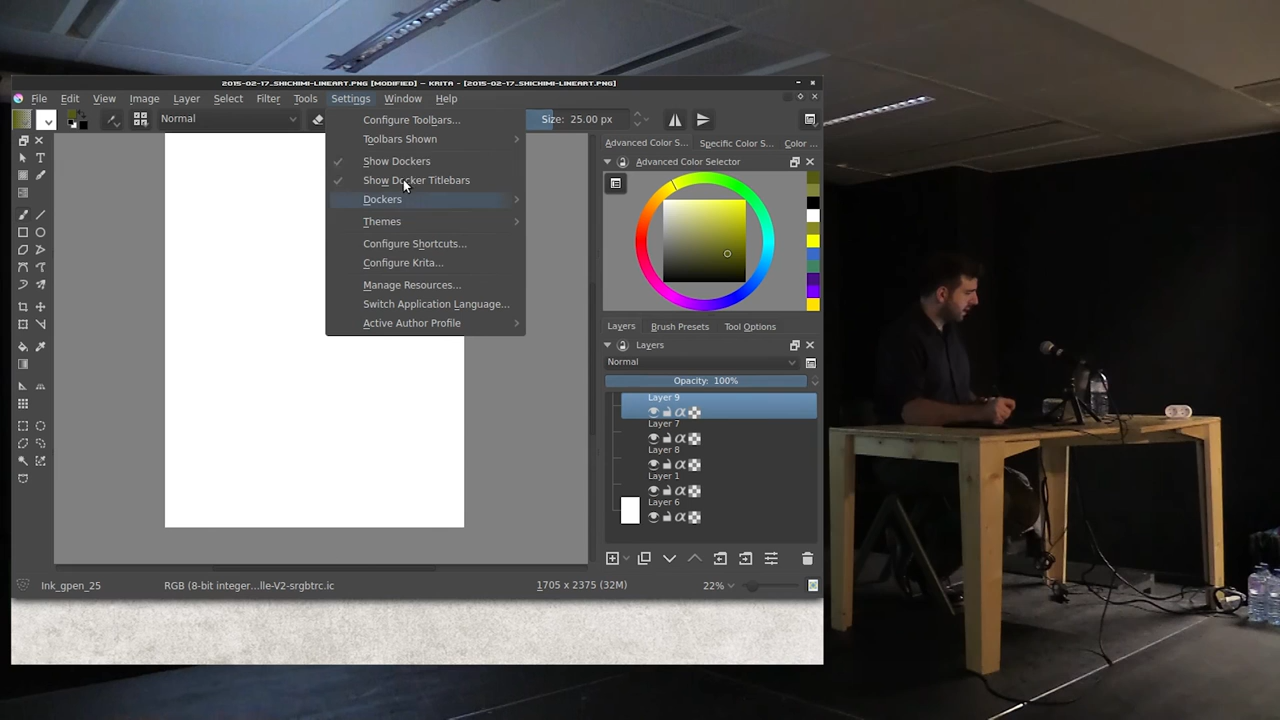 2015-02-17_SHICHIMI-LINEART.PNG [MODIFIED] – KRITA - [2015-02-17_SHICHIMI-LINEART.PNG]
File Edit View Image Layer Select Filter Tools Settings Window Help
Normal
Size: 25.00 px
Configure Toolbars...
Toolbars Shown
Show Dockers
Show Docker Titlebars
Dockers
Themes
Configure Shortcuts...
Configure Krita...
Manage Resources...
Switch Application Language...
Active Author Profile
Advanced Color S... Specific Color S... Color ...
Advanced Color Selector
Layers Brush Presets Tool Options
Layers
Normal
Opacity: 100%
Layer 9
Layer 7
Layer 8
Layer 1
Layer 6
Ink_gpen_25
RGB (8-bit integer...lle-V2-srgbtrc.ic
1705 x 2375 (32M)
22%